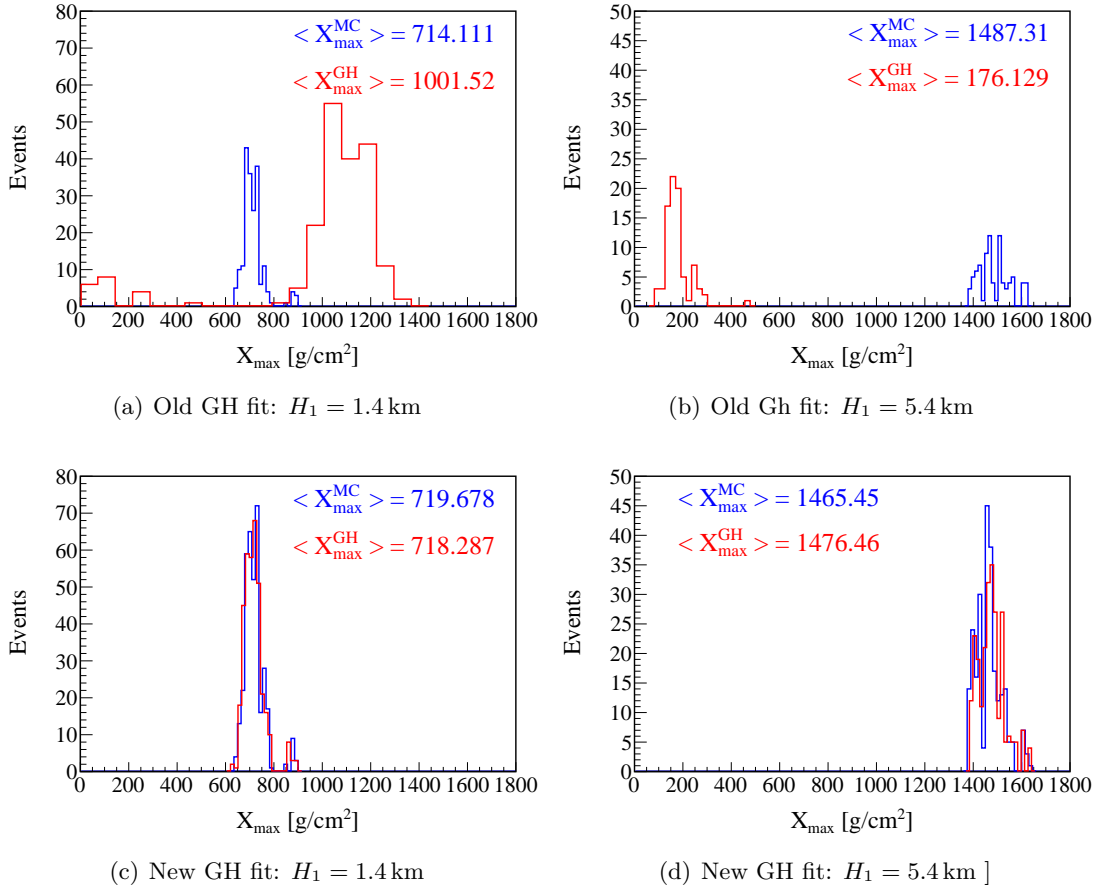 80
70
60
50
40
30
20
10
0
Events
< X_max^MC > = 714.111
< X_max^GH > = 1001.52
0 200 400 600 800 1000 1200 1400 1600 1800
X_max [g/cm^2]
(a) Old GH fit: H_1 = 1.4 km
50
45
40
35
30
25
20
15
10
5
0
Events
< X_max^MC > = 1487.31
< X_max^GH > = 176.129
0 200 400 600 800 1000 1200 1400 1600 1800
X_max [g/cm^2]
(b) Old Gh fit: H_1 = 5.4 km
80
70
60
50
40
30
20
10
0
Events
< X_max^MC > = 719.678
< X_max^GH > = 718.287
0 200 400 600 800 1000 1200 1400 1600 1800
X_max [g/cm^2]
(c) New GH fit: H_1 = 1.4 km
50
45
40
35
30
25
20
15
10
5
0
Events
< X_max^MC > = 1465.45
< X_max^GH > = 1476.46
0 200 400 600 800 1000 1200 1400 1600 1800
X_max [g/cm^2]
(d) New GH fit: H_1 = 5.4 km ]